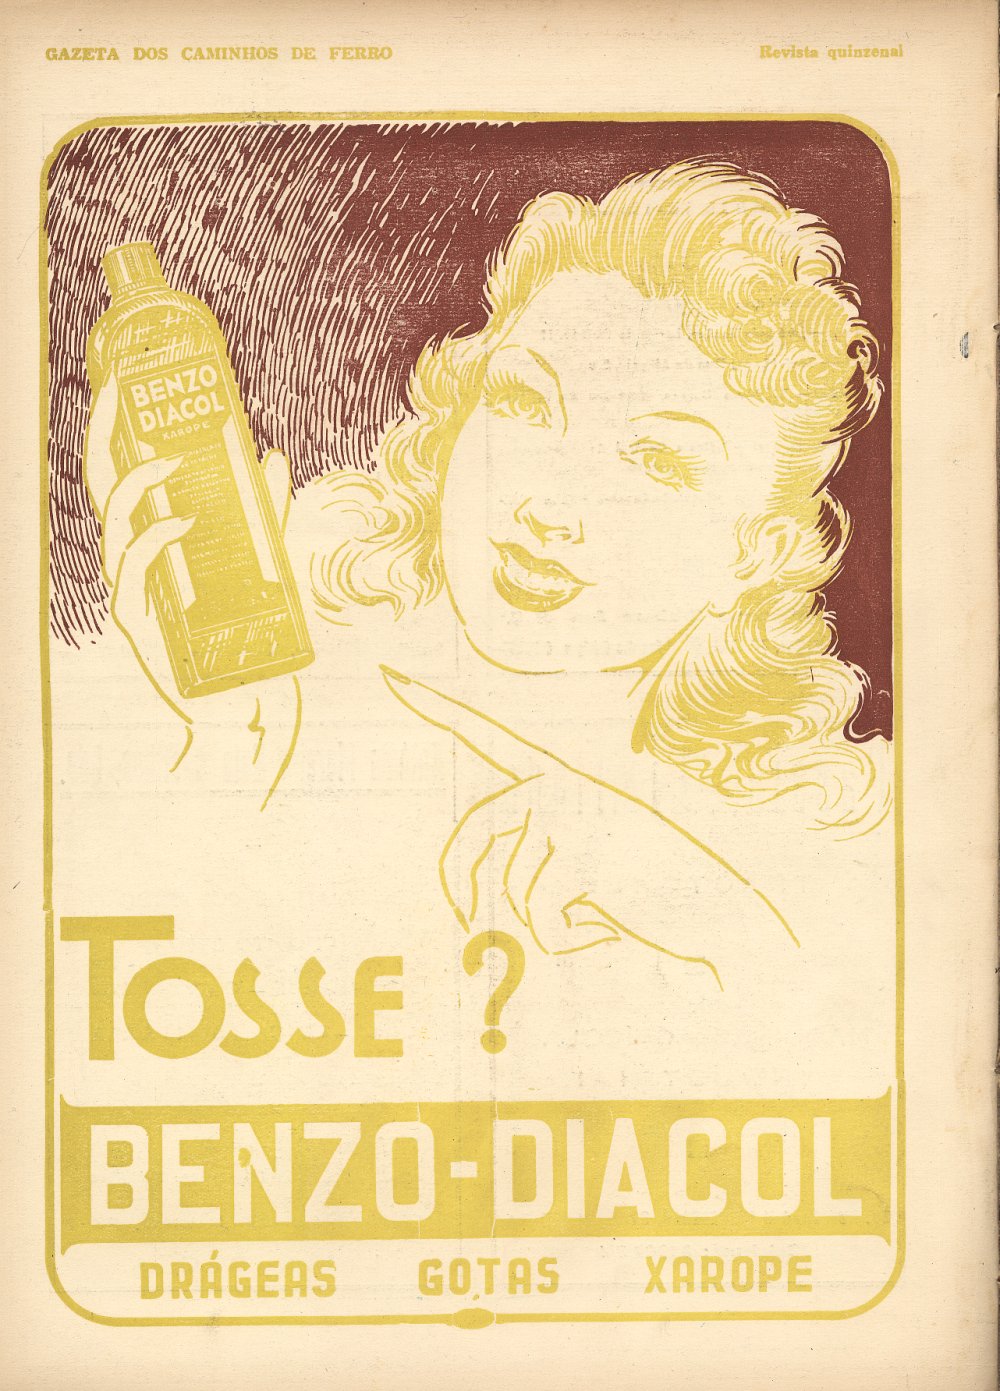 GAZETA DOS CAMINHOS DE FERRO
Revista quinzenal
BENZO
DIACOL
XAROPE
TOSSE ?
BENZO-DIACOL
DRÁGEAS GOTAS XAROPE